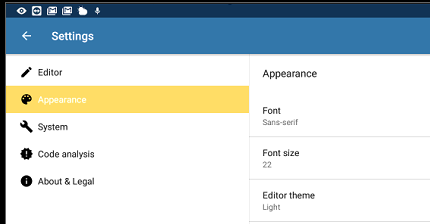 Settings
Editor
Appearance
System
Code analysis
About & Legal
Appearance
Font
Sans-serif
Font size
22
Editor theme
Light